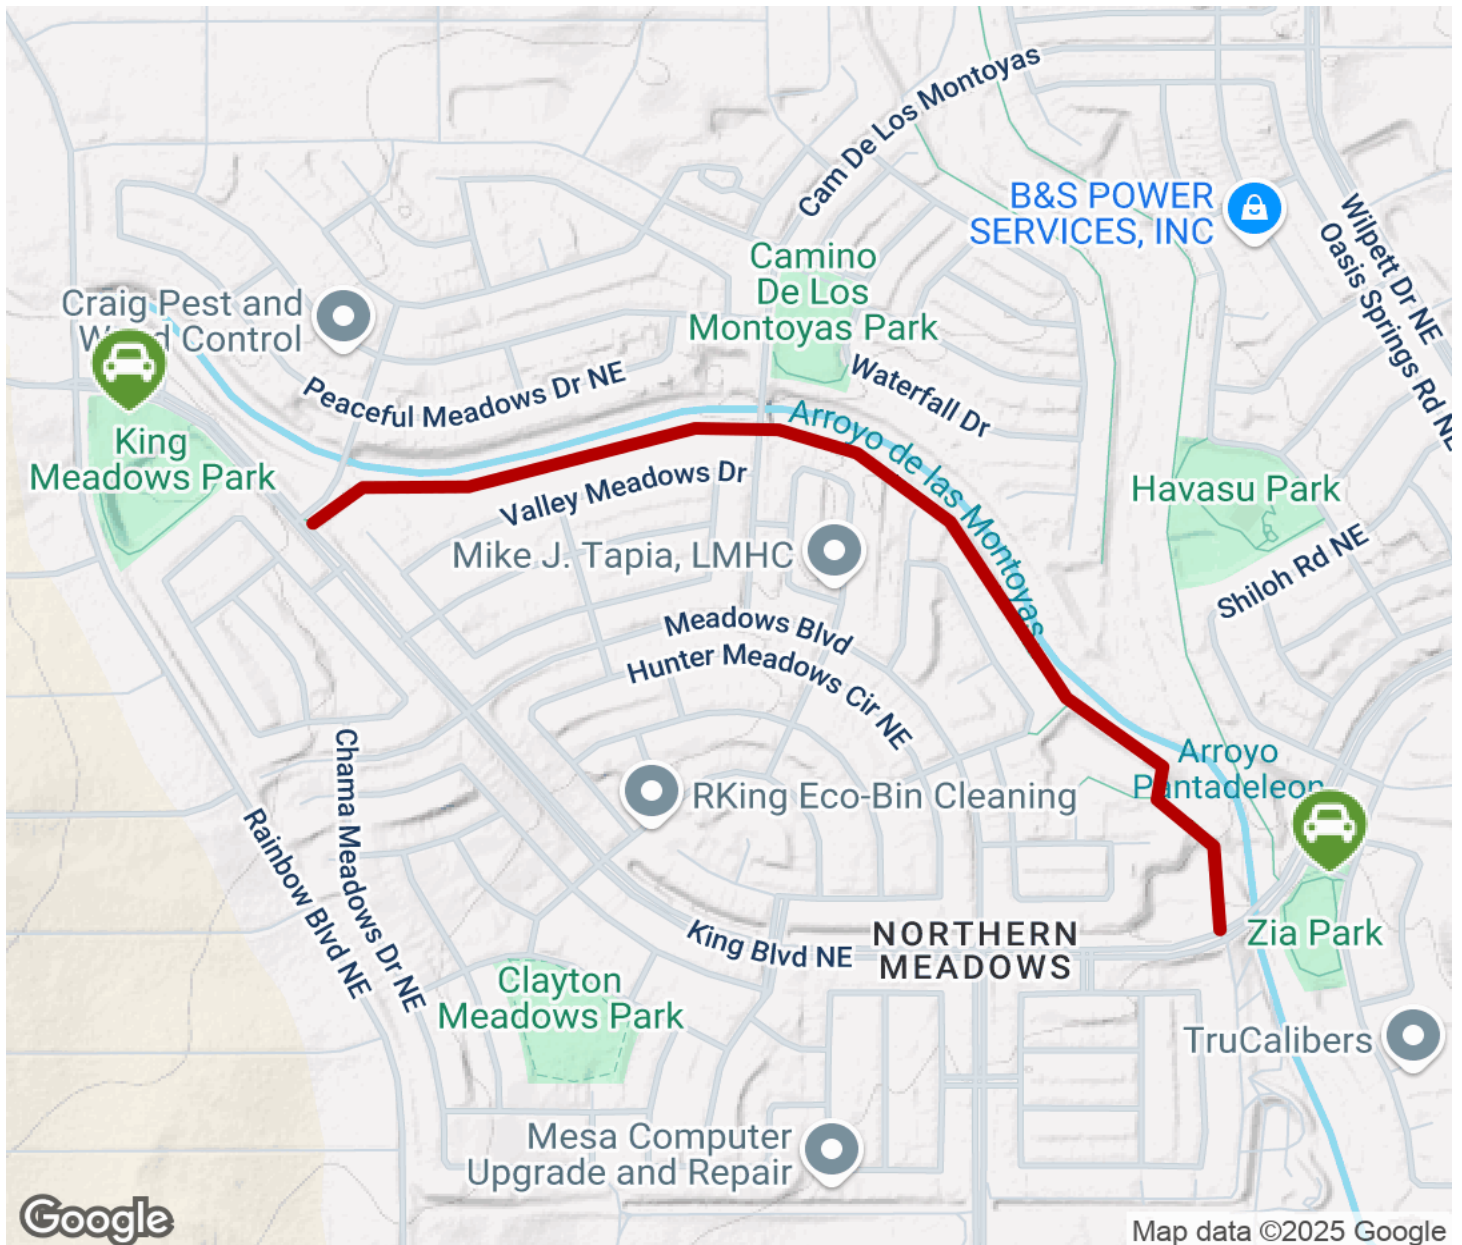 Cam De Los Montoyas
B&S POWER
SERVICES, INC
Wilpett Dr NE
Oasis Springs Rd NE
Camino
De Los
Montoyas Park
Craig Pest and
Weed Control
Peaceful Meadows Dr NE
Waterfall Dr
Arroyo de las Montoyas
King
Meadows Park
Valley Meadows Dr
Havasu Park
Mike J. Tapia, LMHC
Shiloh Rd NE
Meadows Blvd
Hunter Meadows Cir NE
Chama Meadows Dr NE
Arroyo
Pantadeleon
RKing Eco-Bin Cleaning
Rainbow Blvd NE
King Blvd NE
NORTHERN
MEADOWS
Zia Park
Clayton
Meadows Park
TruCalibers
Mesa Computer
Upgrade and Repair
Google
Map data ©2025 Google